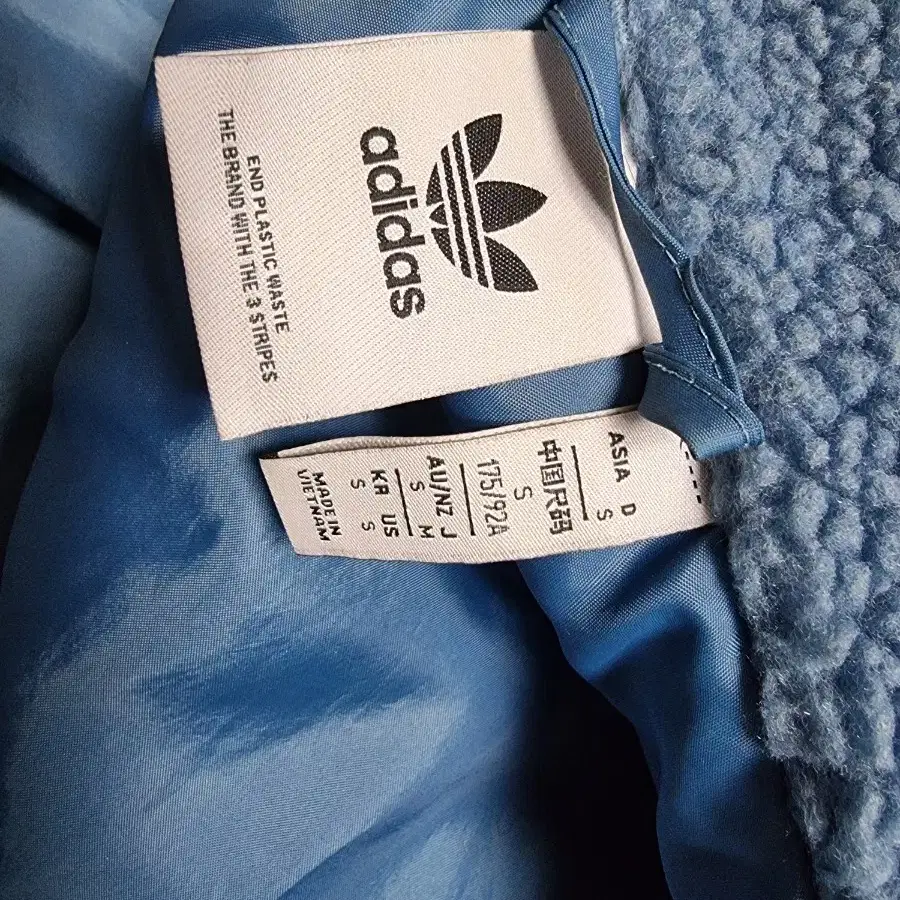 adidas
END PLASTIC WASTE
THE BRAND WITH THE 3 STRIPES
ASIA D
S
中国尺码
S
175/92A
AU/NZ J
S M
KR US
S S
MADE IN
VIETNAM